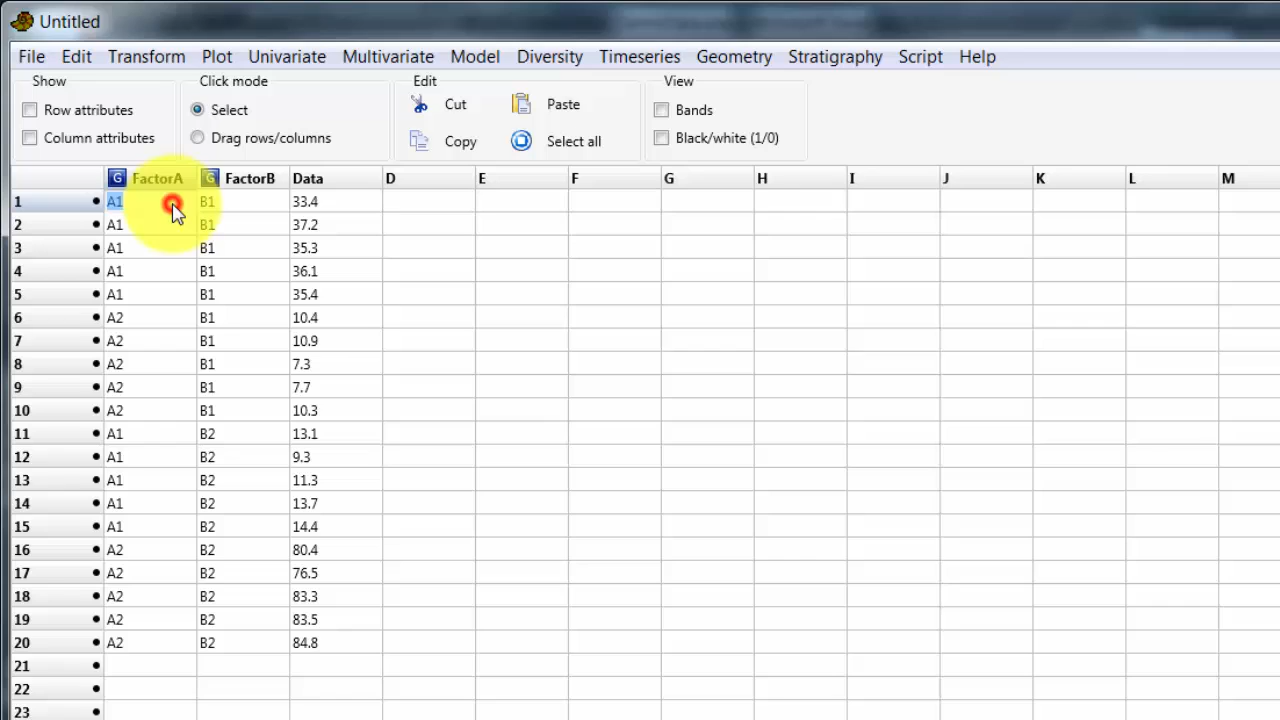 Untitled
File Edit Transform Plot Univariate Multivariate Model Diversity Timeseries Geometry Stratigraphy Script Help
Show Click mode Edit View
Row attributes Select Cut Paste Bands
Column attributes Drag rows/columns Copy Select all Black/white (1/0)
G FactorA G FactorB Data D E F G H I J K L M
1 • A1 B1 33.4
2 • A1 B1 37.2
3 • A1 B1 35.3
4 • A1 B1 36.1
5 • A1 B1 35.4
6 • A2 B1 10.4
7 • A2 B1 10.9
8 • A2 B1 7.3
9 • A2 B1 7.7
10 • A2 B1 10.3
11 • A1 B2 13.1
12 • A1 B2 9.3
13 • A1 B2 11.3
14 • A1 B2 13.7
15 • A1 B2 14.4
16 • A2 B2 80.4
17 • A2 B2 76.5
18 • A2 B2 83.3
19 • A2 B2 83.5
20 • A2 B2 84.8
21 •
22 •
23 •